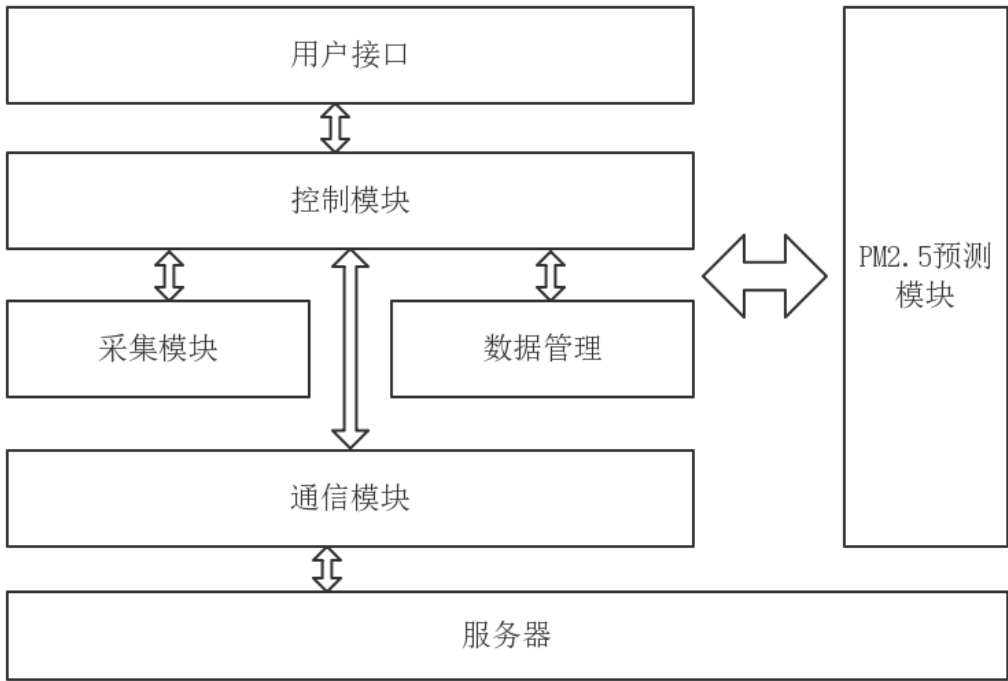 用户接口
控制模块
采集模块
数据管理
通信模块
PM2.5预测
模块
服务器